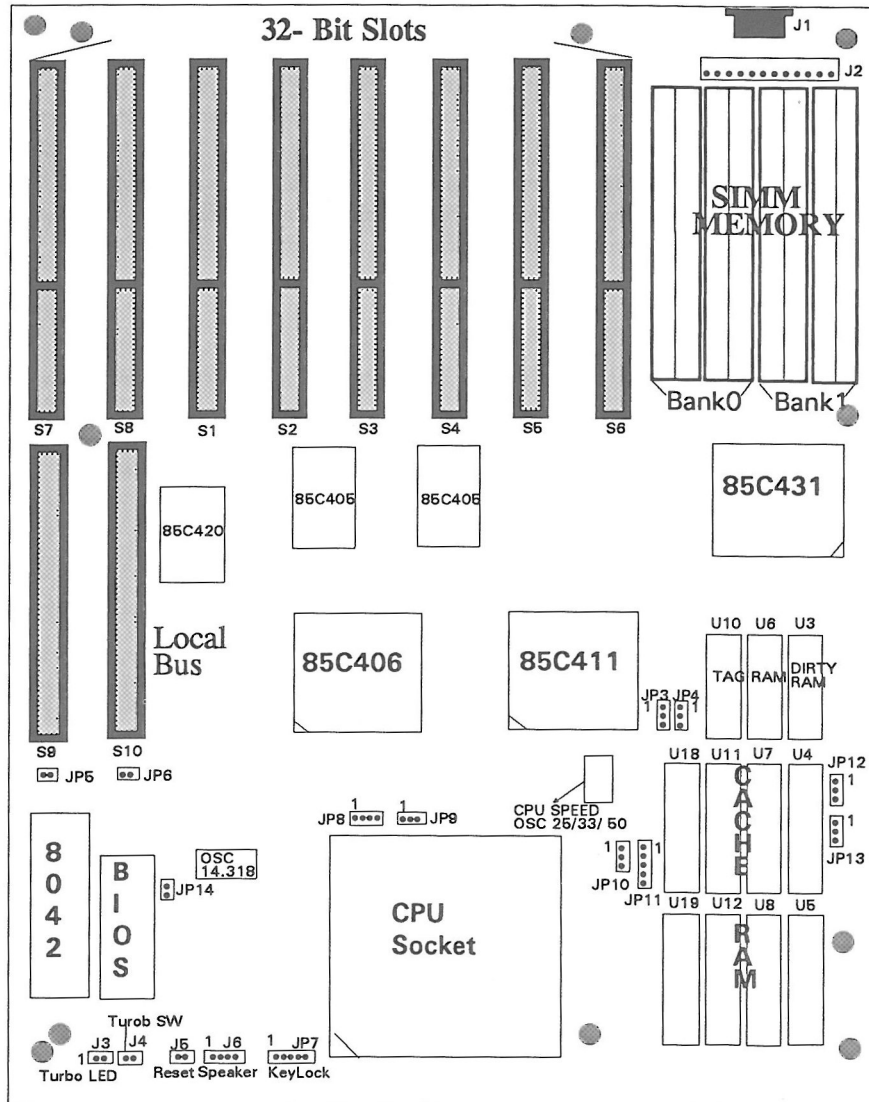 32- Bit Slots
J1
J2
SIMM
MEMORY
Bank0
Bank1
S7
S8
S1
S2
S3
S4
S5
S6
85C420
85C405
85C405
85C431
Local
Bus
85C406
85C411
U10
U6
U3
TAG
RAM
DIRTY
RAM
JP3
JP4
1
1
S9
S10
JP5
JP6
U18
U11
U7
U4
JP12
1
CPU SPEED
OSC 25/33/ 50
CACHE
1
JP8
1
JP9
1
JP13
1
1
JP10
JP11
8042
BIOS
OSC
14.318
JP14
CPU
Socket
U19
U12
U8
U5
RAM
Turob SW
J3
J4
J5
1
J6
1
JP7
1
Turbo LED
Reset
Speaker
KeyLock